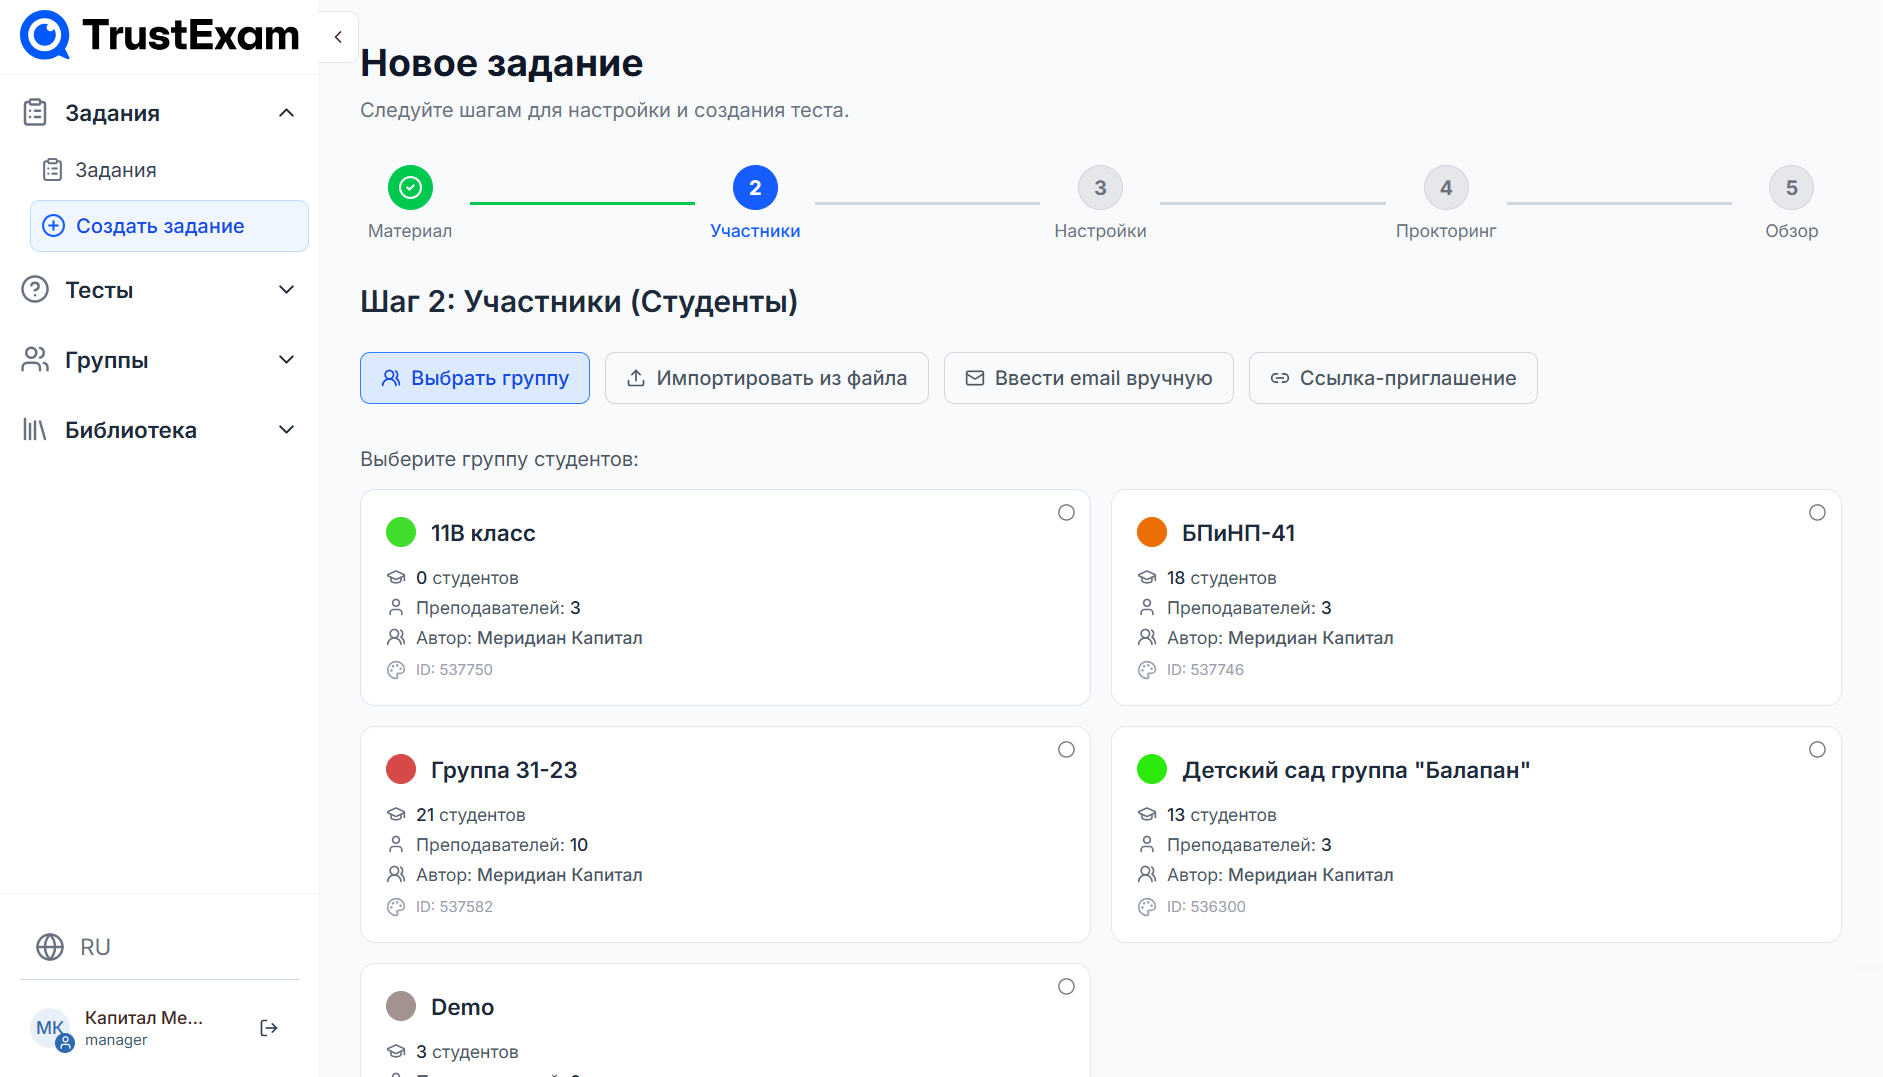 TrustExam
Задания
Задания
Создать задание
Тесты
Группы
Библиотека
RU
МК
Капитал Ме...
manager
Новое задание
Следуйте шагам для настройки и создания теста.
2
3
4
5
Материал
Участники
Настройки
Прокторинг
Обзор
Шаг 2: Участники (Студенты)
Выбрать группу
Импортировать из файла
Ввести email вручную
Ссылка-приглашение
Выберите группу студентов:
11В класс
0 студентов
Преподавателей: 3
Автор: Меридиан Капитал
ID: 537750
БПиНП-41
18 студентов
Преподавателей: 3
Автор: Меридиан Капитал
ID: 537746
Группа 31-23
21 студентов
Преподавателей: 10
Автор: Меридиан Капитал
ID: 537582
Детский сад группа "Балапан"
13 студентов
Преподавателей: 3
Автор: Меридиан Капитал
ID: 536300
Demo
3 студентов